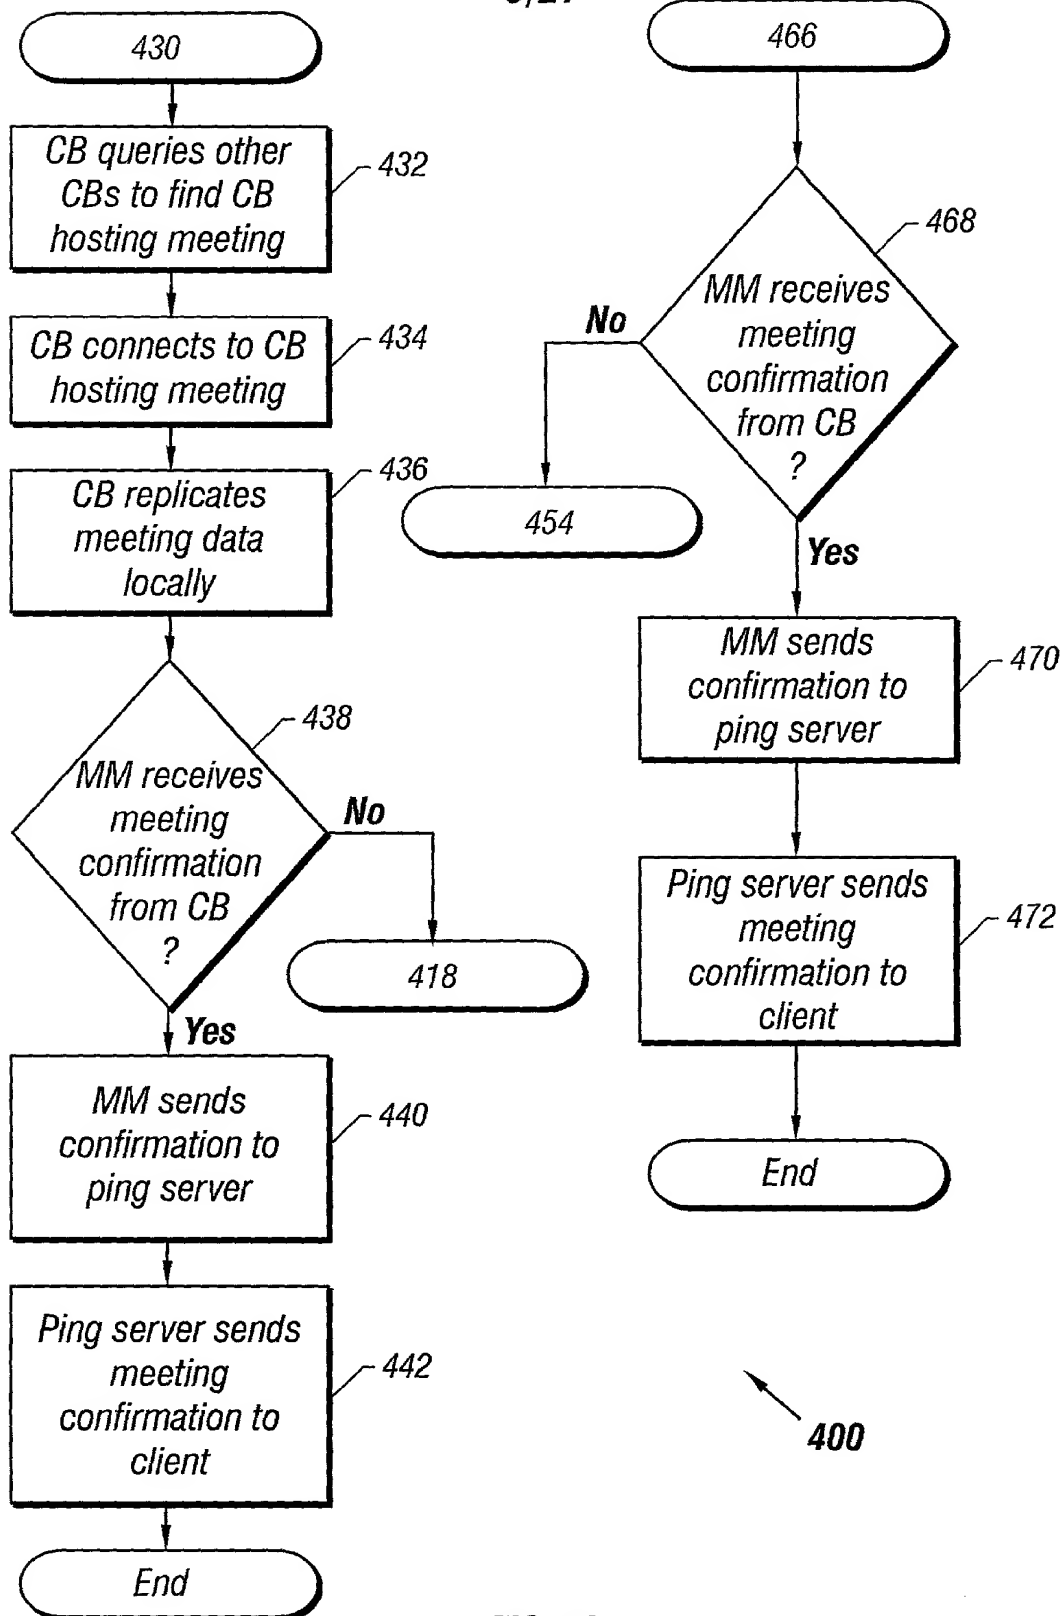 430
CB queries other
CBs to find CB
hosting meeting
432
CB connects to CB
hosting meeting
434
CB replicates
meeting data
locally
436
MM receives
meeting
confirmation
from CB
?
438
No
418
Yes
MM sends
confirmation to
ping server
440
Ping server sends
meeting
confirmation to
client
442
End
466
MM receives
meeting
confirmation
from CB
?
468
No
454
Yes
MM sends
confirmation to
ping server
470
Ping server sends
meeting
confirmation to
client
472
End
400